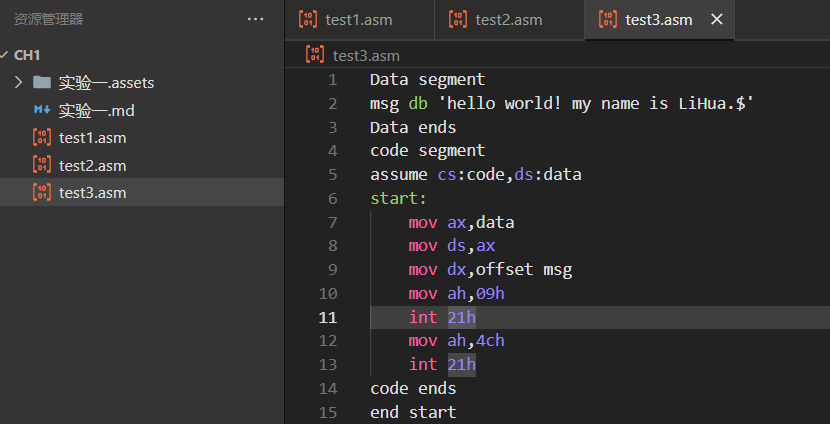 资源管理器 ···
CH1
实验一.assets
实验一.md
test1.asm
test2.asm
test3.asm
test1.asm test2.asm test3.asm
test3.asm
1 Data segment
2 msg db 'hello world! my name is LiHua.$'
3 Data ends
4 code segment
5 assume cs:code,ds:data
6 start:
7 mov ax,data
8 mov ds,ax
9 mov dx,offset msg
10 mov ah,09h
11 int 21h
12 mov ah,4ch
13 int 21h
14 code ends
15 end start